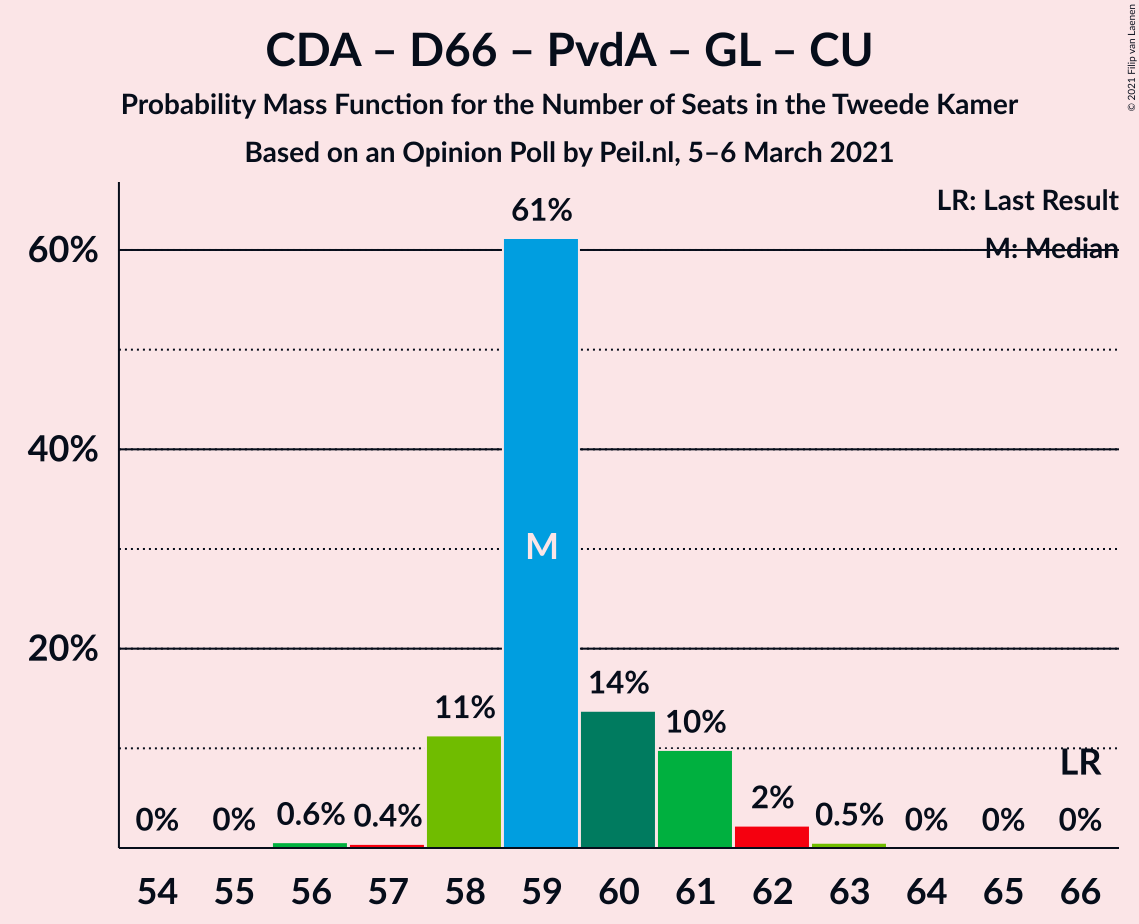 CDA – D66 – PvdA – GL – CU
Probability Mass Function for the Number of Seats in the Tweede Kamer
Based on an Opinion Poll by Peil.nl, 5–6 March 2021
© 2021 Filip van Laenen
LR: Last Result
M: Median
60%
40%
20%
0% 0% 0.6% 0.4% 11% 61% 14% 10% 2% 0.5% 0% 0% 0%
M
LR
54 55 56 57 58 59 60 61 62 63 64 65 66